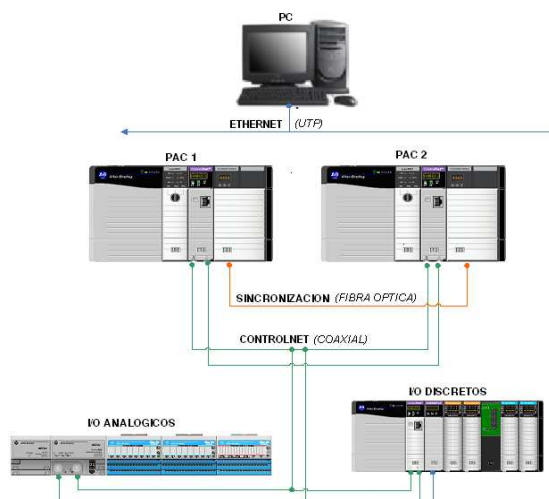 PC
ETHERNET (UTP)
PAC 1
PAC 2
SINCRONIZACION (FIBRA OPTICA)
CONTROLNET (COAXIAL)
I/O DISCRETOS
I/O ANALOGICOS